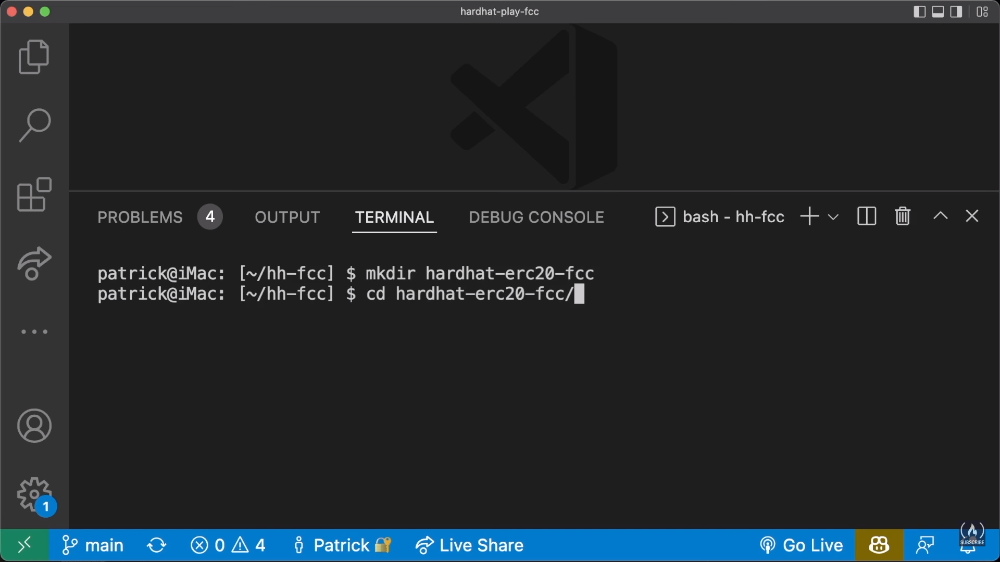 hardhat-play-fcc
PROBLEMS 4 OUTPUT TERMINAL DEBUG CONSOLE bash - hh-fcc
patrick@iMac: [~/hh-fcc] $ mkdir hardhat-erc20-fcc
patrick@iMac: [~/hh-fcc] $ cd hardhat-erc20-fcc/
1
main 0 4 Patrick 🔐 Live Share Go Live
SUBSCRIBE